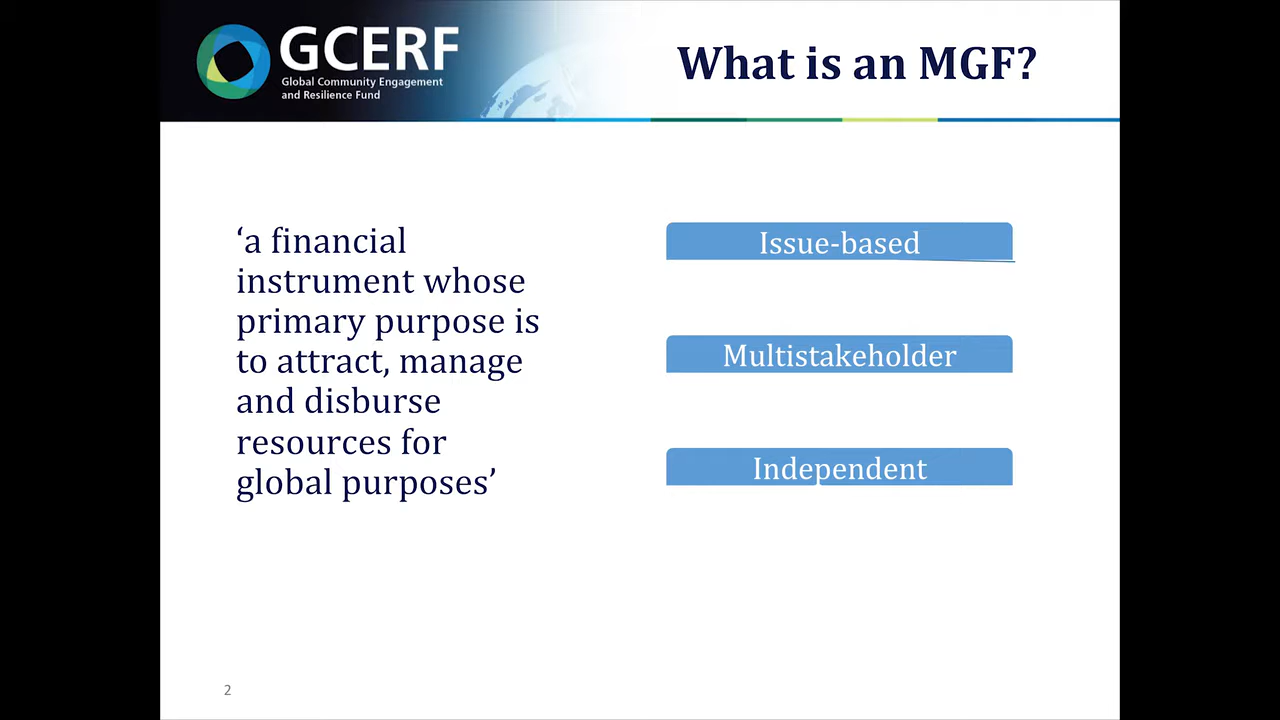 GCERF
Global Community Engagement
and Resilience Fund
What is an MGF?
‘a financial
instrument whose
primary purpose is
to attract, manage
and disburse
resources for
global purposes’
Issue-based
Multistakeholder
Independent
2